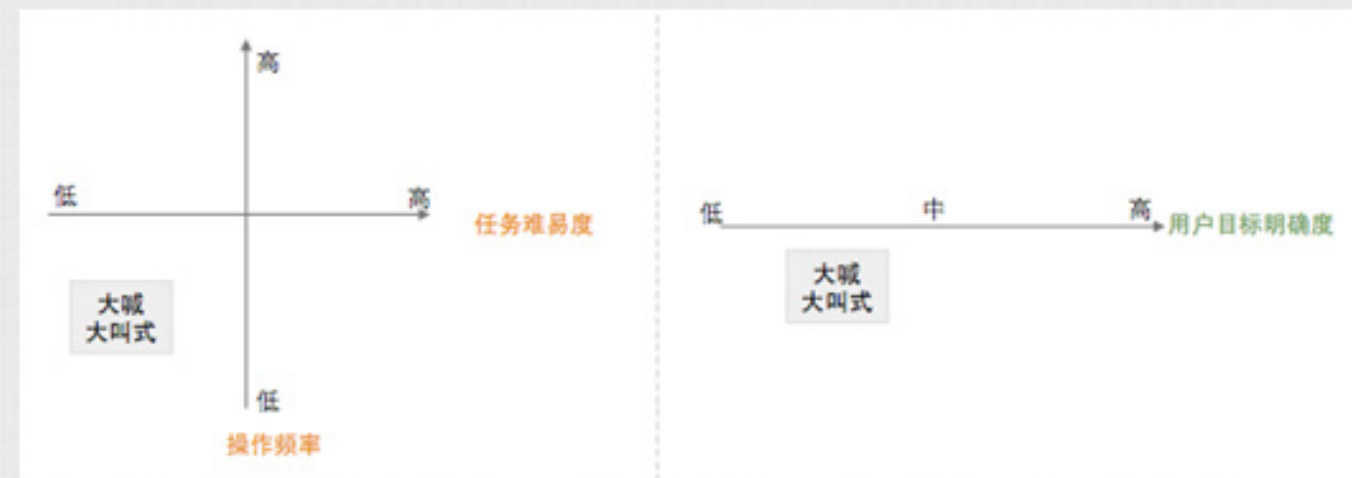 高
低
高
任务难易度
大喊
大叫式
低
操作频率
低
中
高
用户目标明确度
大喊
大叫式